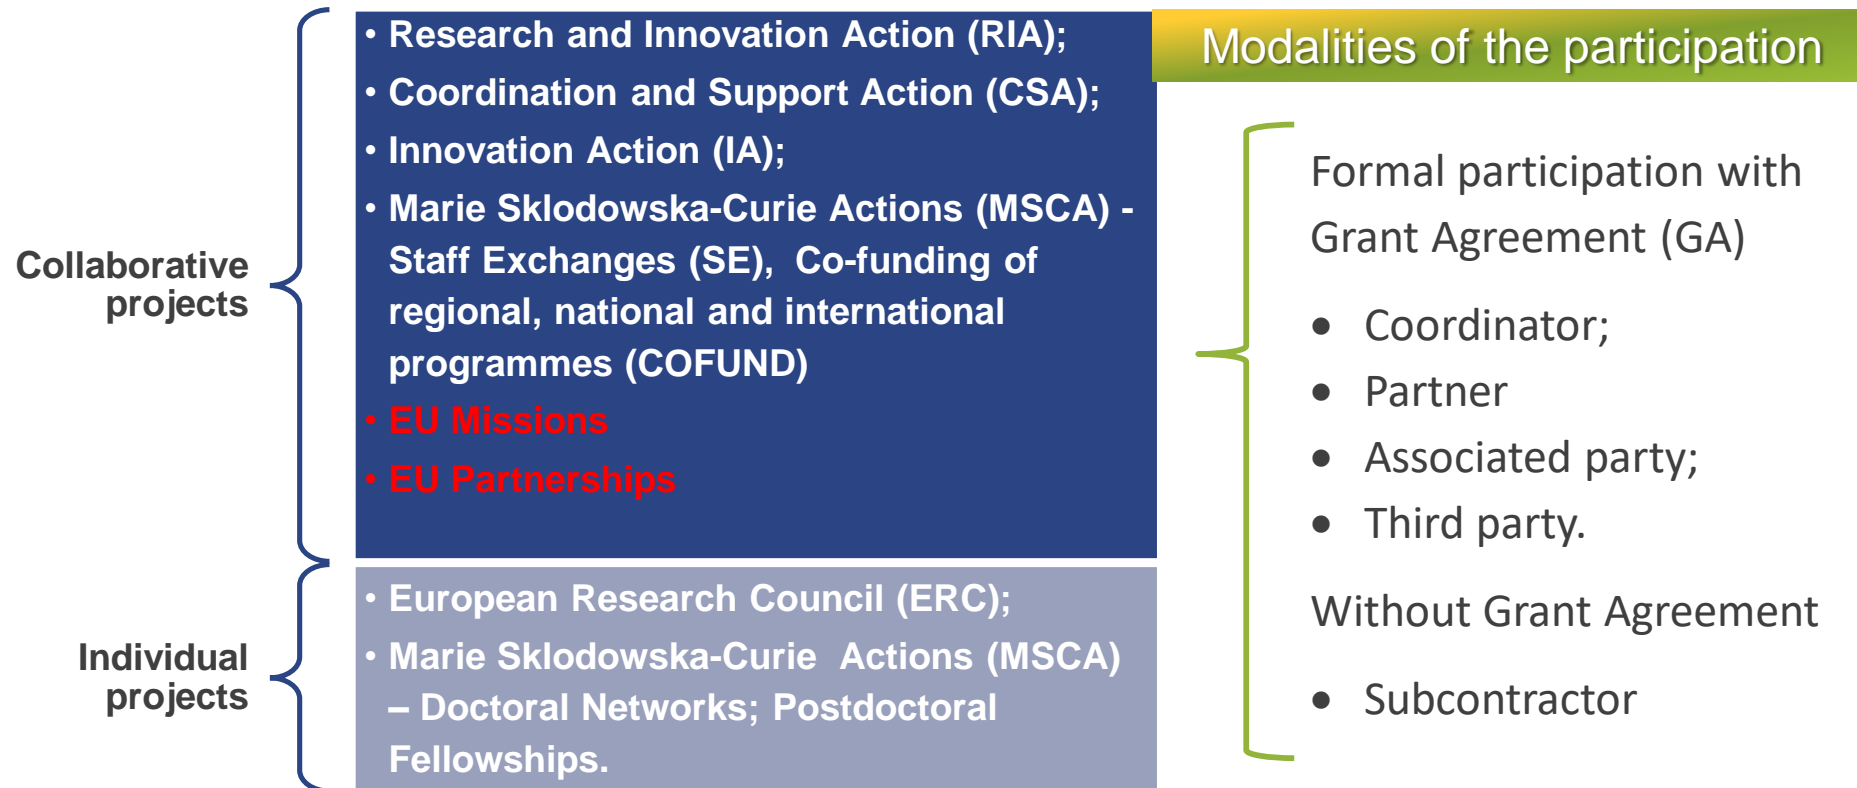 Collaborative
projects
• Research and Innovation Action (RIA);
• Coordination and Support Action (CSA);
• Innovation Action (IA);
• Marie Sklodowska-Curie Actions (MSCA) -
Staff Exchanges (SE), Co-funding of
regional, national and international
programmes (COFUND)
• EU Missions
• EU Partnerships
Individual
projects
• European Research Council (ERC);
• Marie Sklodowska-Curie Actions (MSCA)
– Doctoral Networks; Postdoctoral
Fellowships.
Modalities of the participation
Formal participation with
Grant Agreement (GA)
• Coordinator;
• Partner
• Associated party;
• Third party.
Without Grant Agreement
• Subcontractor